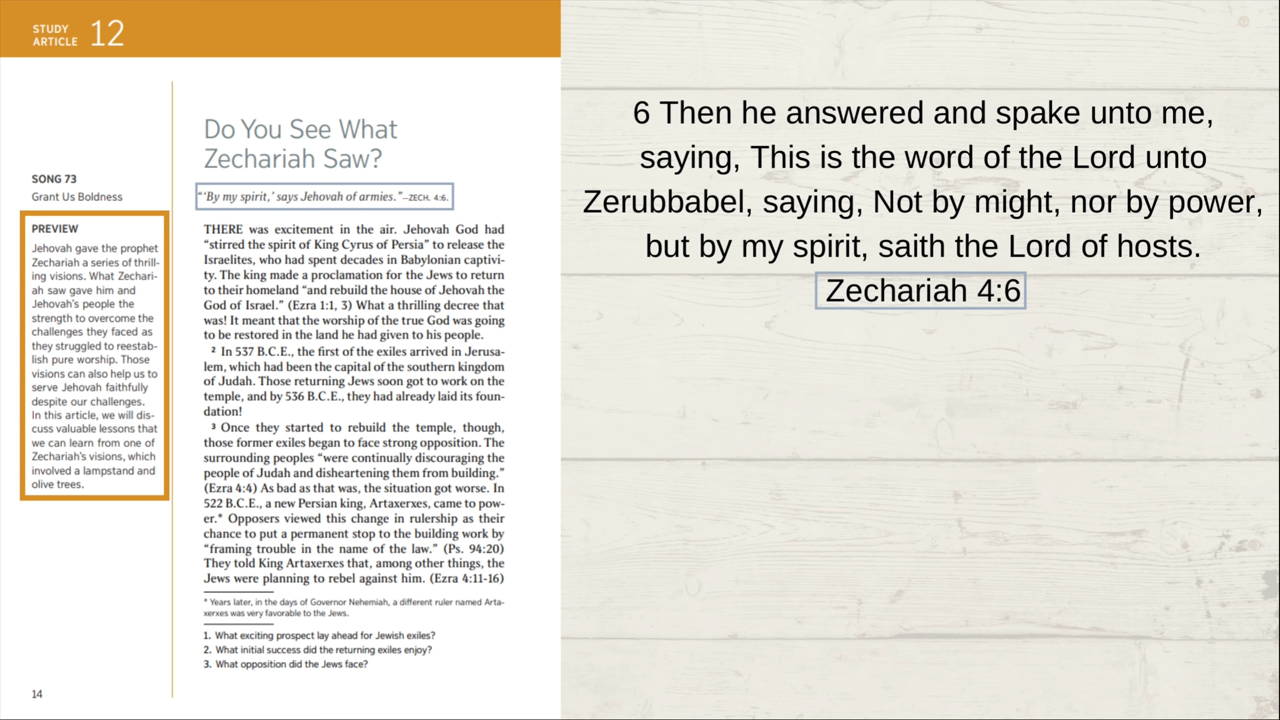 STUDY
ARTICLE 12
SONG 73
Grant Us Boldness
PREVIEW
Jehovah gave the prophet
Zechariah a series of thrill-
ing visions. What Zechari-
ah saw gave him and
Jehovah’s people the
strength to overcome the
challenges they faced as
they struggled to reestab-
lish pure worship. Those
visions can also help us to
serve Jehovah faithfully
despite our challenges.
In this article, we will dis-
cuss valuable lessons that
we can learn from one of
Zechariah’s visions, which
involved a lampstand and
olive trees.
Do You See What
Zechariah Saw?
“‘By my spirit,’ says Jehovah of armies.”—ZECH. 4:6.
THERE was excitement in the air. Jehovah God had
“stirred the spirit of King Cyrus of Persia” to release the
Israelites, who had spent decades in Babylonian captivi-
ty. The king made a proclamation for the Jews to return
to their homeland “and rebuild the house of Jehovah the
God of Israel.” (Ezra 1:1, 3) What a thrilling decree that
was! It meant that the worship of the true God was going
to be restored in the land he had given to his people.
2 In 537 B.C.E., the first of the exiles arrived in Jerusa-
lem, which had been the capital of the southern kingdom
of Judah. Those returning Jews soon got to work on the
temple, and by 536 B.C.E., they had already laid its foun-
dation!
3 Once they started to rebuild the temple, though,
those former exiles began to face strong opposition. The
surrounding peoples “were continually discouraging the
people of Judah and disheartening them from building.”
(Ezra 4:4) As bad as that was, the situation got worse. In
522 B.C.E., a new Persian king, Artaxerxes, came to pow-
er.* Opposers viewed this change in rulership as their
chance to put a permanent stop to the building work by
“framing trouble in the name of the law.” (Ps. 94:20)
They told King Artaxerxes that, among other things, the
Jews were planning to rebel against him. (Ezra 4:11-16)
* Years later, in the days of Governor Nehemiah, a different ruler named Arta-
xerxes was very favorable to the Jews.
1. What exciting prospect lay ahead for Jewish exiles?
2. What initial success did the returning exiles enjoy?
3. What opposition did the Jews face?
14
6 Then he answered and spake unto me,
saying, This is the word of the Lord unto
Zerubbabel, saying, Not by might, nor by power,
but by my spirit, saith the Lord of hosts.
Zechariah 4:6